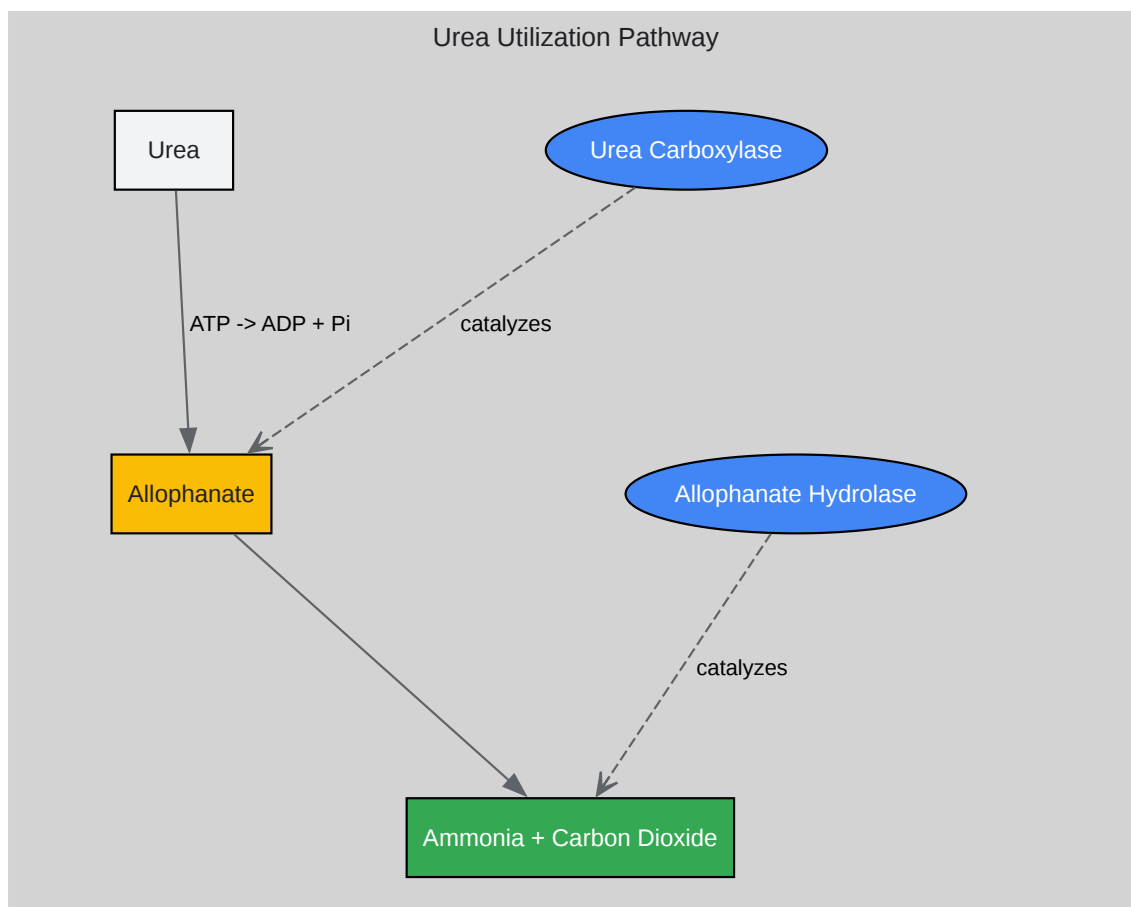 Urea Utilization Pathway
Urea
Urea Carboxylase
ATP -> ADP + Pi
catalyzes
Allophanate
Allophanate Hydrolase
catalyzes
Ammonia + Carbon Dioxide